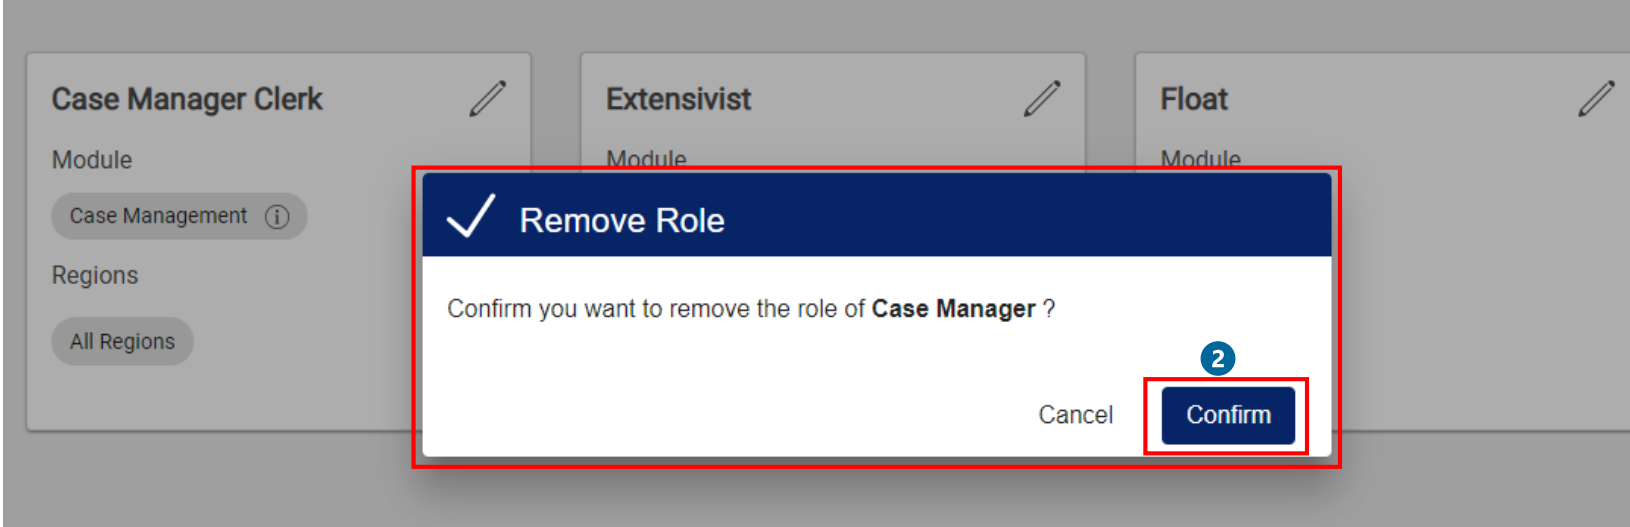 Case Manager Clerk
Extensivist
Float
Module
Module
Module
Case Management
Regions
All Regions
Remove Role
Confirm you want to remove the role of Case Manager ?
2
Cancel
Confirm